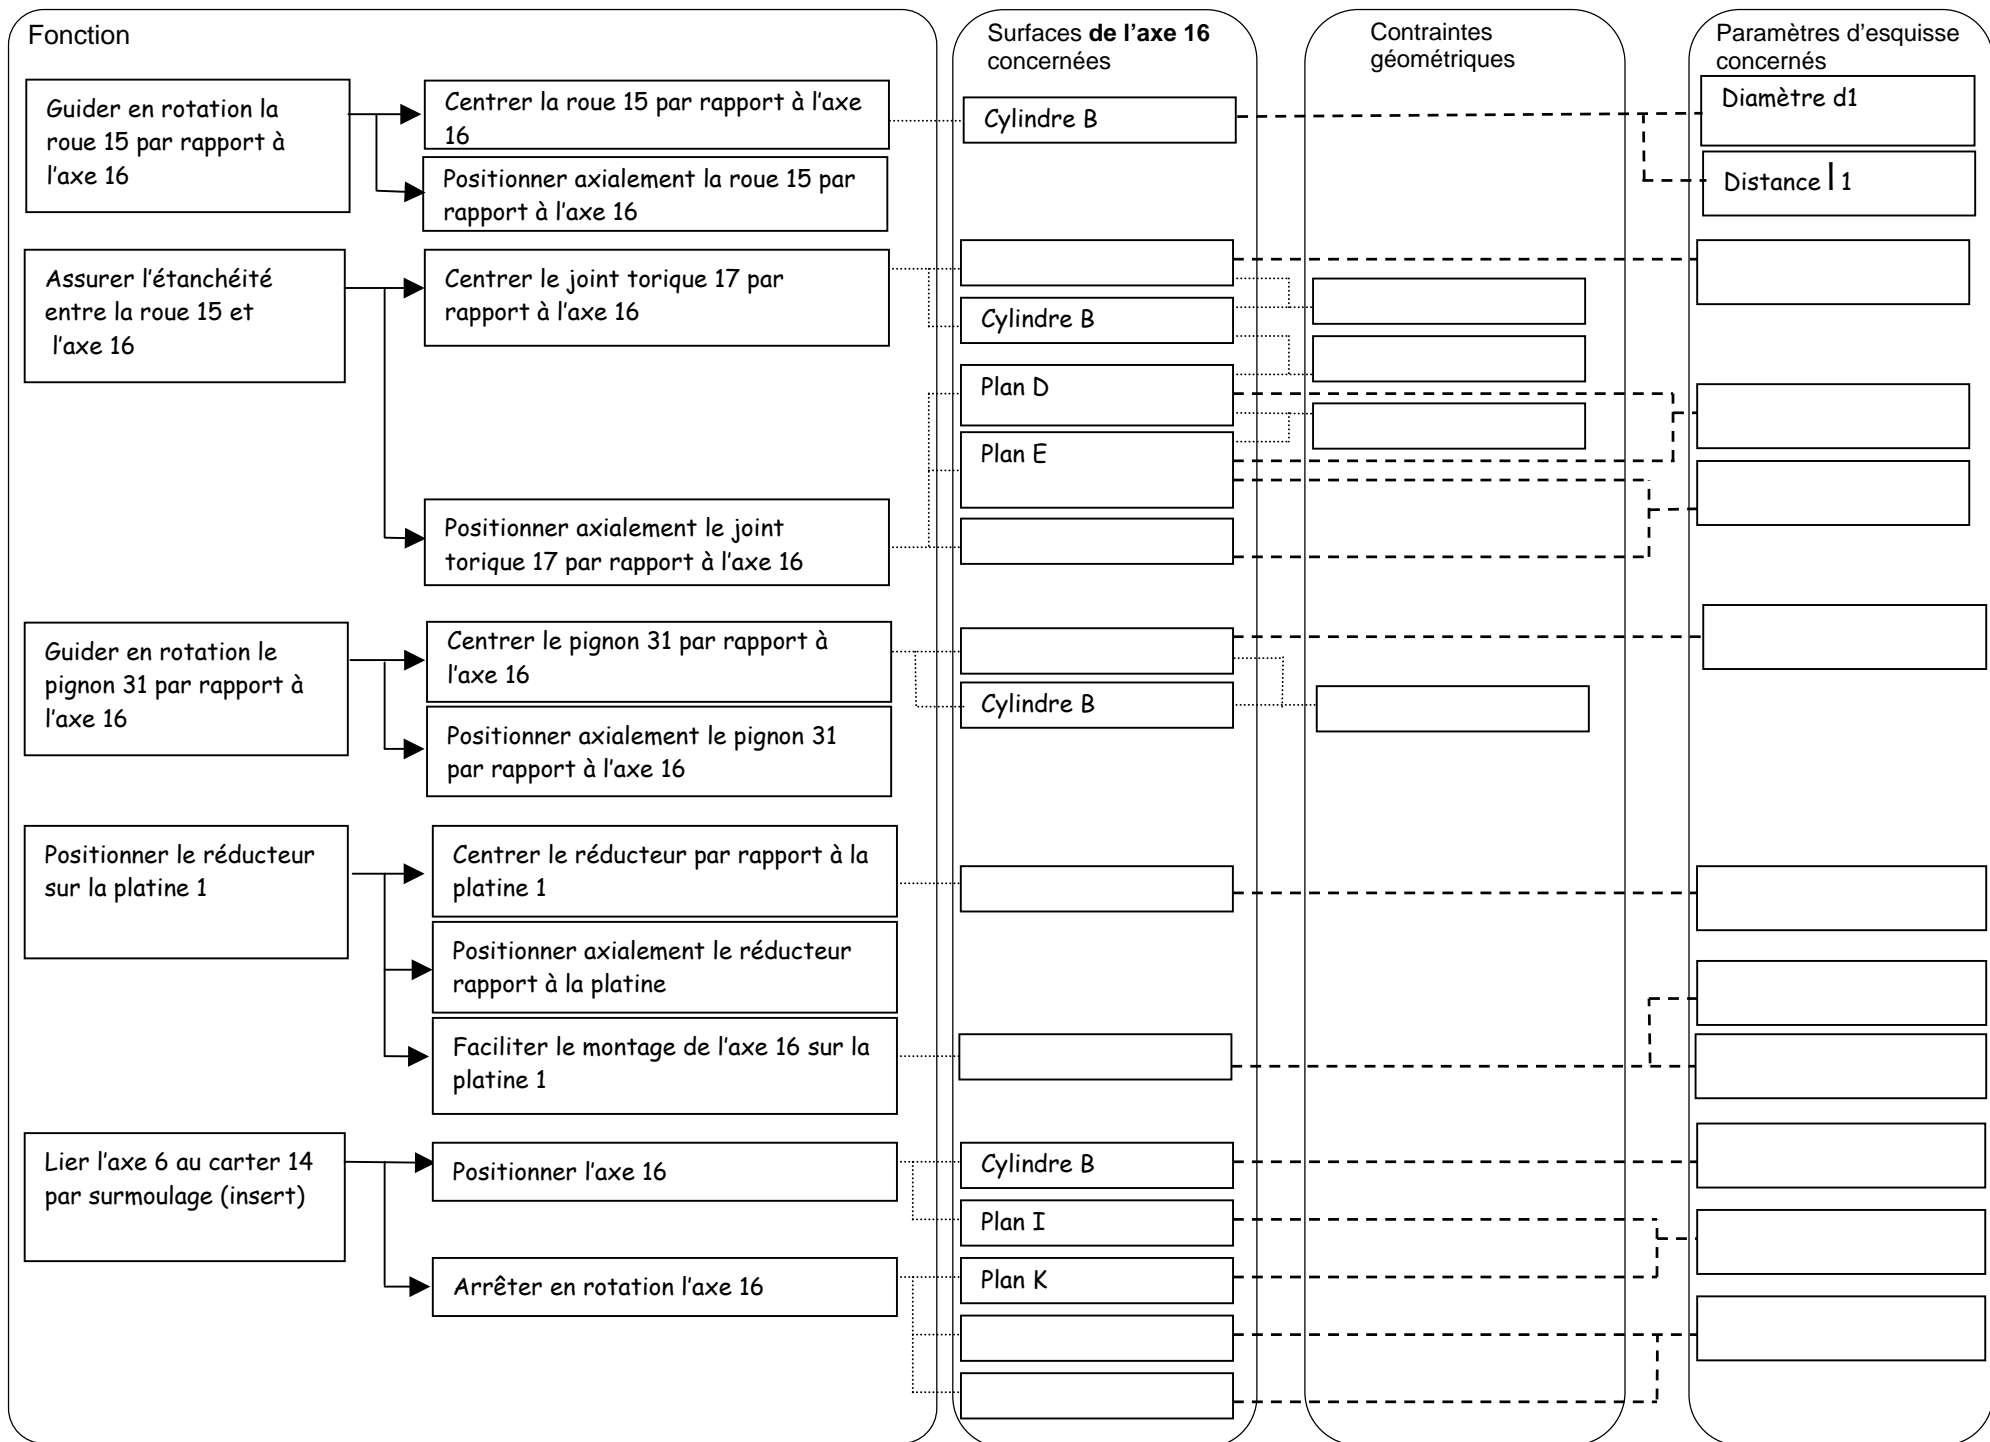 Fonction
Guider en rotation la
roue 15 par rapport à
l'axe 16
Centrer la roue 15 par rapport à l'axe
16
Positionner axialement la roue 15 par
rapport à l'axe 16
Assurer l'étanchéité
entre la roue 15 et
l'axe 16
Centrer le joint torique 17 par
rapport à l'axe 16
Positionner axialement le joint
torique 17 par rapport à l'axe 16
Guider en rotation le
pignon 31 par rapport à
l'axe 16
Centrer le pignon 31 par rapport à
l'axe 16
Positionner axialement le pignon 31
par rapport à l'axe 16
Positionner le réducteur
sur la platine 1
Centrer le réducteur par rapport à la
platine 1
Positionner axialement le réducteur
rapport à la platine
Faciliter le montage de l'axe 16 sur la
platine 1
Lier l'axe 6 au carter 14
par surmoulage (insert)
Positionner l'axe 16
Arrêter en rotation l'axe 16
Surfaces de l'axe 16
concernées
Cylindre B
Cylindre B
Plan D
Plan E
Cylindre B
Cylindre B
Plan I
Plan K
Contraintes
géométriques
Paramètres d'esquisse
concernés
Diamètre d1
Distance l 1